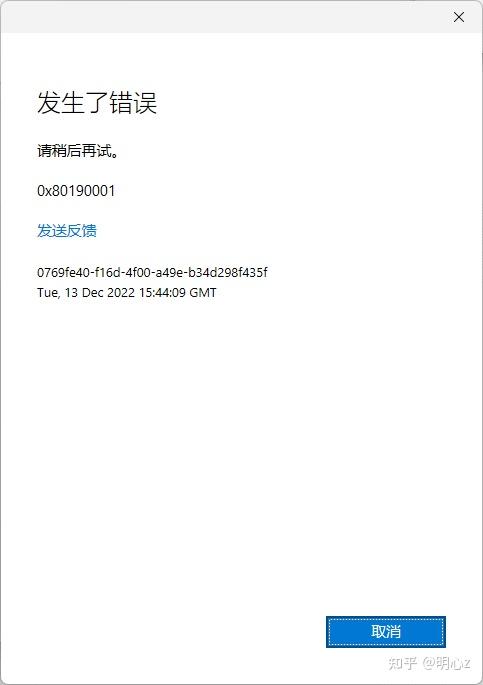 发生了错误
请稍后再试。
0x80190001
发送反馈
0769fe40-f16d-4f00-a49e-b34d298f435f
Tue, 13 Dec 2022 15:44:09 GMT
取消
知乎 @明心z